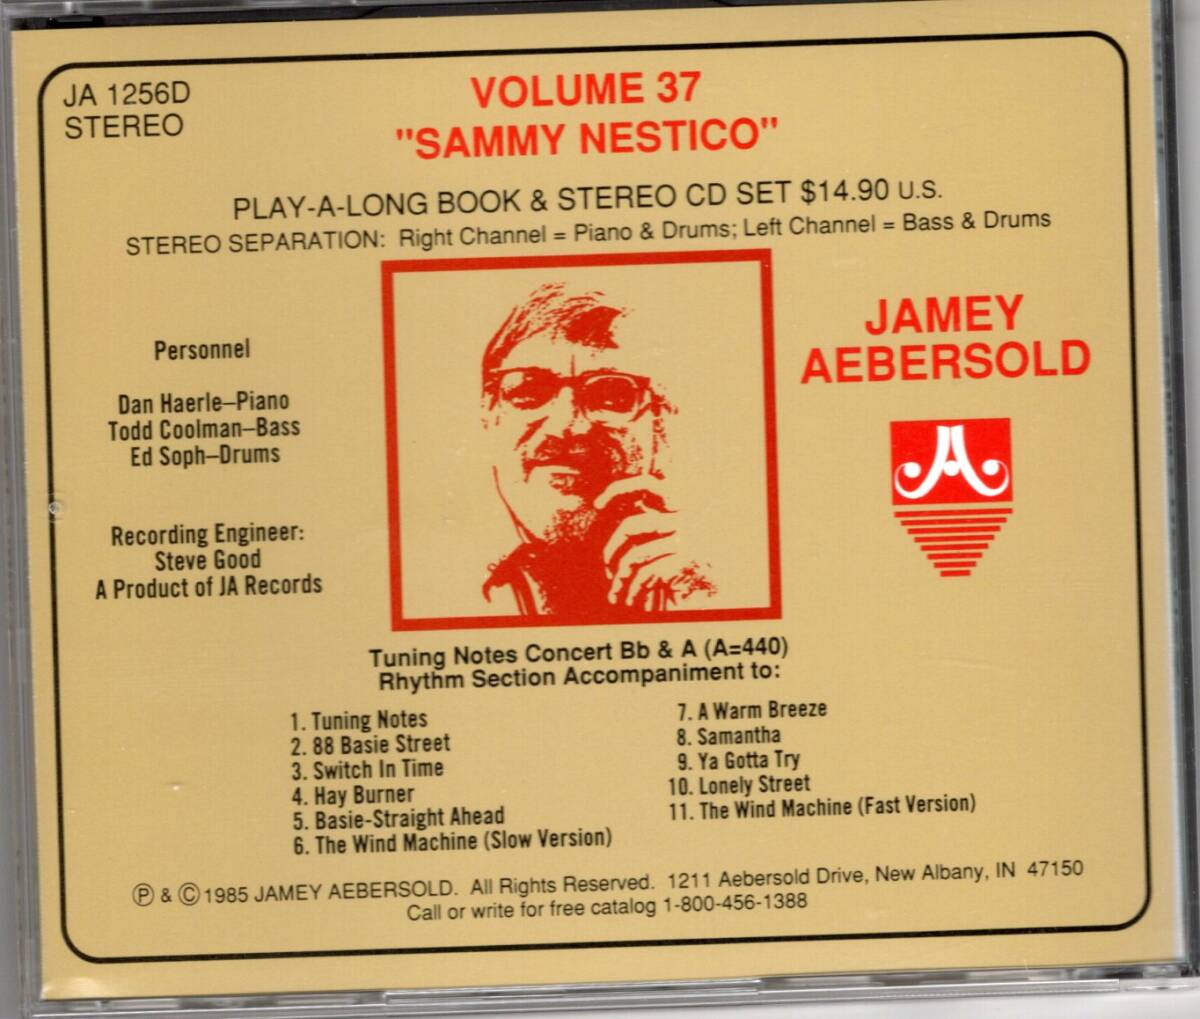 JA 1256D
STEREO
VOLUME 37
"SAMMY NESTICO"
PLAY-A-LONG BOOK & STEREO CD SET $14.90 U.S.
STEREO SEPARATION: Right Channel = Piano & Drums; Left Channel = Bass & Drums
Personnel
Dan Haerle–Piano
Todd Coolman–Bass
Ed Soph–Drums
Recording Engineer:
Steve Good
A Product of JA Records
JAMEY
AEBERSOLD
JA
Tuning Notes Concert Bb & A (A=440)
Rhythm Section Accompaniment to:
1. Tuning Notes
2. 88 Basie Street
3. Switch In Time
4. Hay Burner
5. Basie-Straight Ahead
6. The Wind Machine (Slow Version)
7. A Warm Breeze
8. Samantha
9. Ya Gotta Try
10. Lonely Street
11. The Wind Machine (Fast Version)
Ⓟ & © 1985 JAMEY AEBERSOLD. All Rights Reserved. 1211 Aebersold Drive, New Albany, IN 47150
Call or write for free catalog 1-800-456-1388